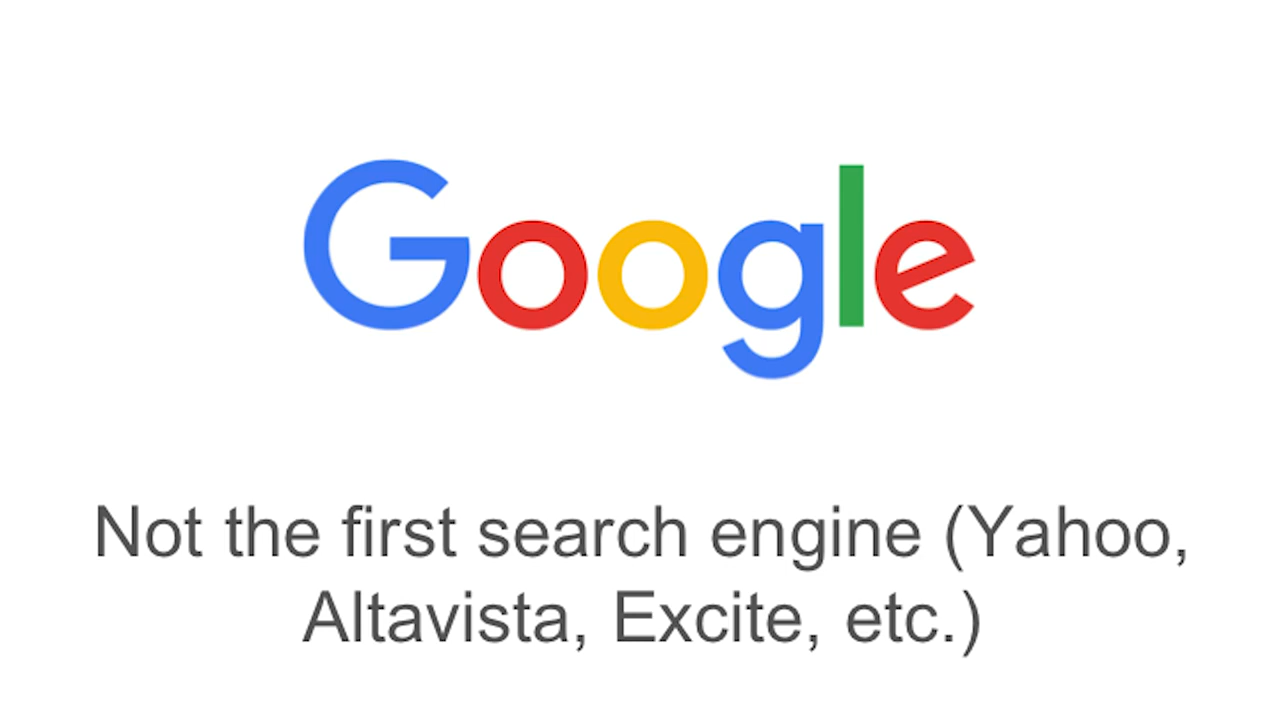 Google
Not the first search engine (Yahoo,
Altavista, Excite, etc.)